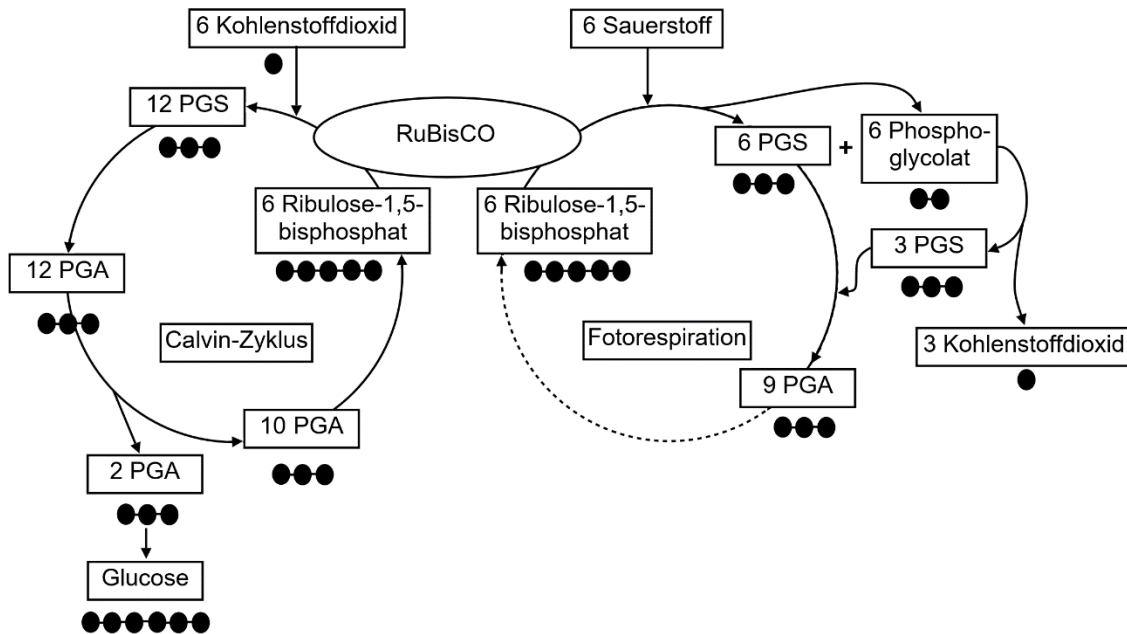 6 Kohlenstoffdioxid
6 Sauerstoff
12 PGS
RuBisCO
6 PGS
+
6 Phospho-
glycolat
6 Ribulose-1,5-
bisphosphat
6 Ribulose-1,5-
bisphosphat
3 PGS
12 PGA
Calvin-Zyklus
Fotorespiration
3 Kohlenstoffdioxid
9 PGA
10 PGA
2 PGA
Glucose